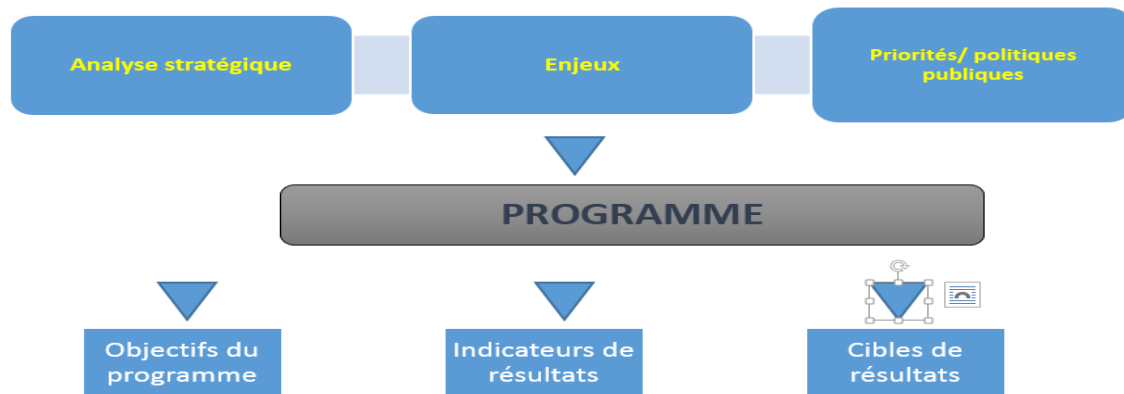 Analyse stratégique
Enjeux
Priorités/ politiques
publiques
PROGRAMME
Objectifs du
programme
Indicateurs de
résultats
Cibles de
résultats